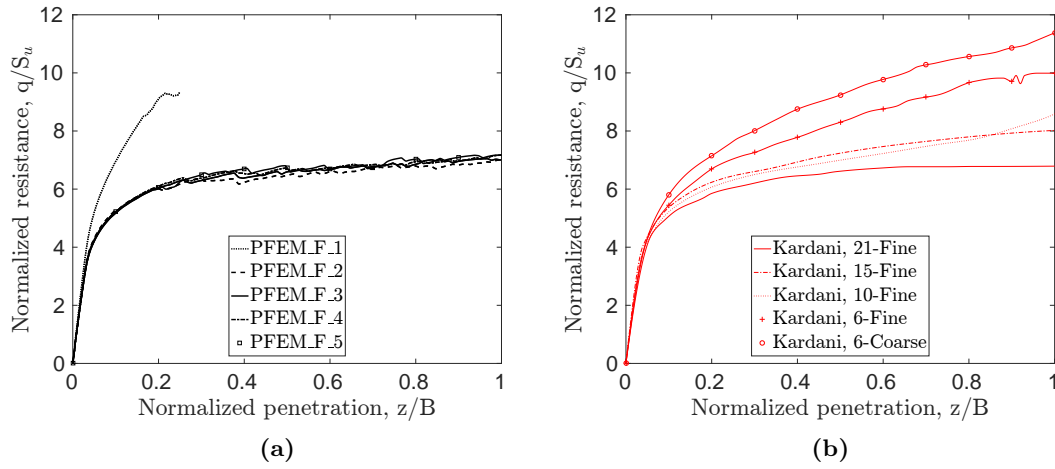 12
10
8
6
4
2
0
Normalized resistance, q/Sᵤ
PFEM_F_1
PFEM_F_2
PFEM_F_3
PFEM_F_4
PFEM_F_5
0
0.2
0.4
0.6
0.8
1
Normalized penetration, z/B
(a)
12
10
8
6
4
2
0
Normalized resistance, q/Sᵤ
Kardani, 21-Fine
Kardani, 15-Fine
Kardani, 10-Fine
Kardani, 6-Fine
Kardani, 6-Coarse
0
0.2
0.4
0.6
0.8
1
Normalized penetration, z/B
(b)